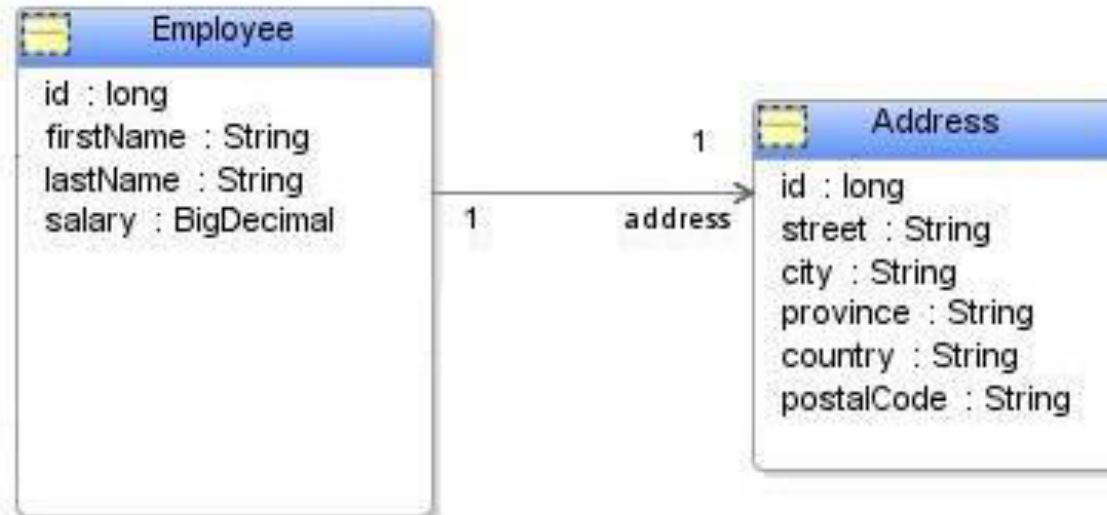 Employee
id : long
firstName : String
lastName : String
salary : BigDecimal
1
1
address
Address
id : long
street : String
city : String
province : String
country : String
postalCode : String